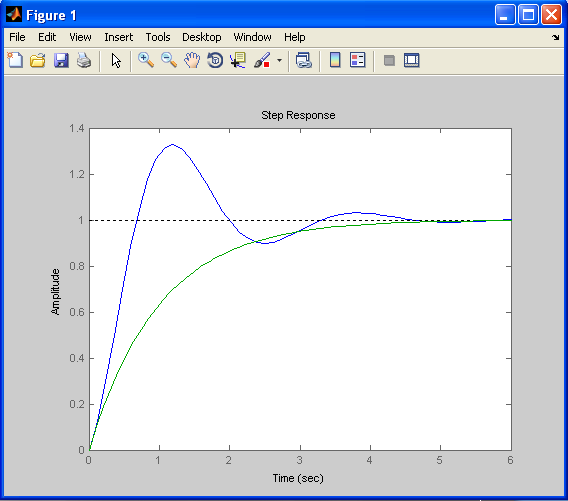 Figure 1
File Edit View Insert Tools Desktop Window Help
Step Response
1.4
1.2
1
0.8
0.6
0.4
0.2
0
Amplitude
0 1 2 3 4 5 6
Time (sec)